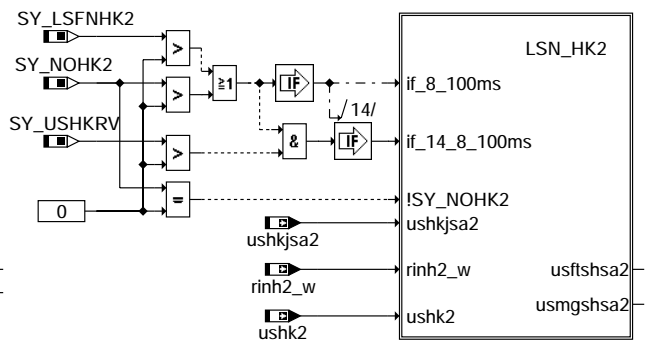 SY_LSFNHK2
LSN_HK2
>
SY_NOHK2
≥1
IF
if_8_100ms
>
/14/
SY_USHKRV
&
IF
if_14_8_100ms
>
!SY_NOHK2
=
0
ushkjsa2
ushkjsa2
rinh2_w
usftshsa2
rinh2_w
usmgshsa2
ushk2
ushk2